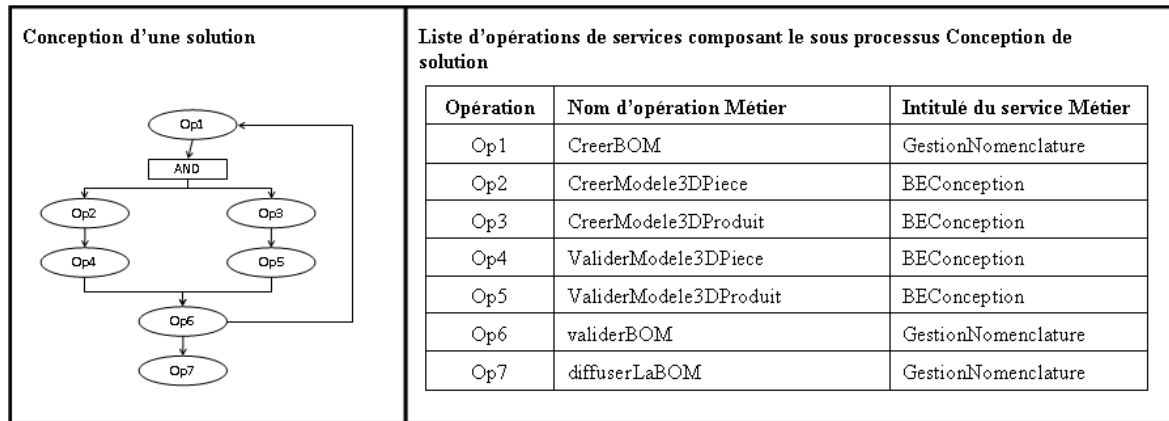 Conception d'une solution
Op1
AND
Op2 Op3
Op4 Op5
Op6
Op7
Liste d'opérations de services composant le sous processus Conception de
solution
Opération Nom d'opération Métier Intitulé du service Métier
Op1 CreerBOM GestionNomenclature
Op2 CreerModele3DPiece BEConception
Op3 CreerModele3DProduit BEConception
Op4 ValiderModele3DPiece BEConception
Op5 ValiderModele3DProduit BEConception
Op6 validerBOM GestionNomenclature
Op7 diffuserLaBOM GestionNomenclature